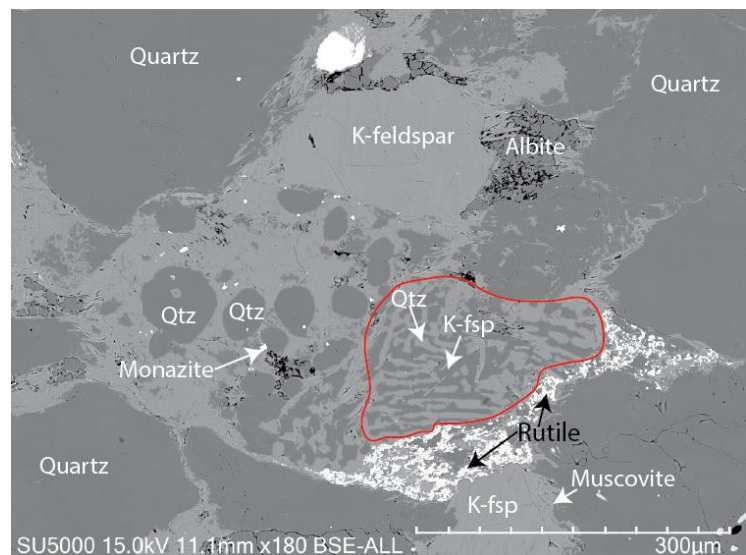 Quartz
Quartz
K-feldspar
Albite
Qtz
K-fsp
Qtz
Qtz
Monazite
Rutile
Quartz
Muscovite
K-fsp
SU5000 15.0kV 11.1mm x180 BSE-ALL
300µm